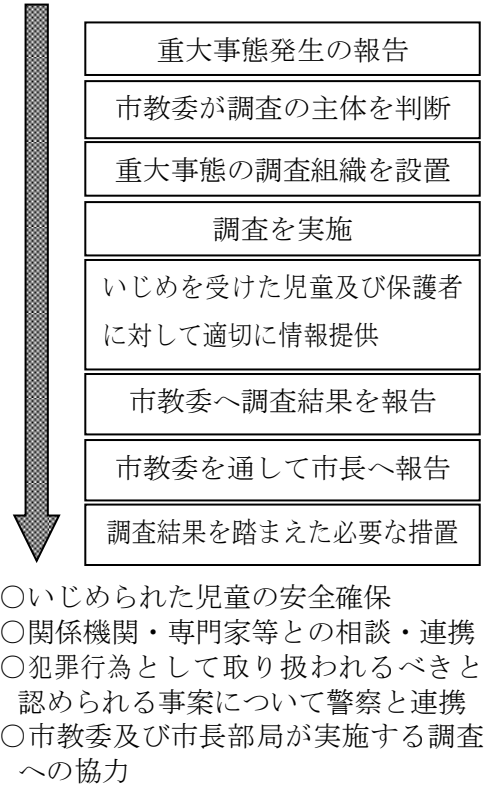 重大事態発生の報告
市教委が調査の主体を判断
重大事態の調査組織を設置
調査を実施
いじめを受けた児童及び保護者
に対して適切に情報提供
市教委へ調査結果を報告
市教委を通して市長へ報告
調査結果を踏まえた必要な措置
○いじめられた児童の安全確保
○関係機関・専門家等との相談・連携
○犯罪行為として取り扱われるべきと
認められる事案について警察と連携
○市教委及び市長部局が実施する調査
への協力